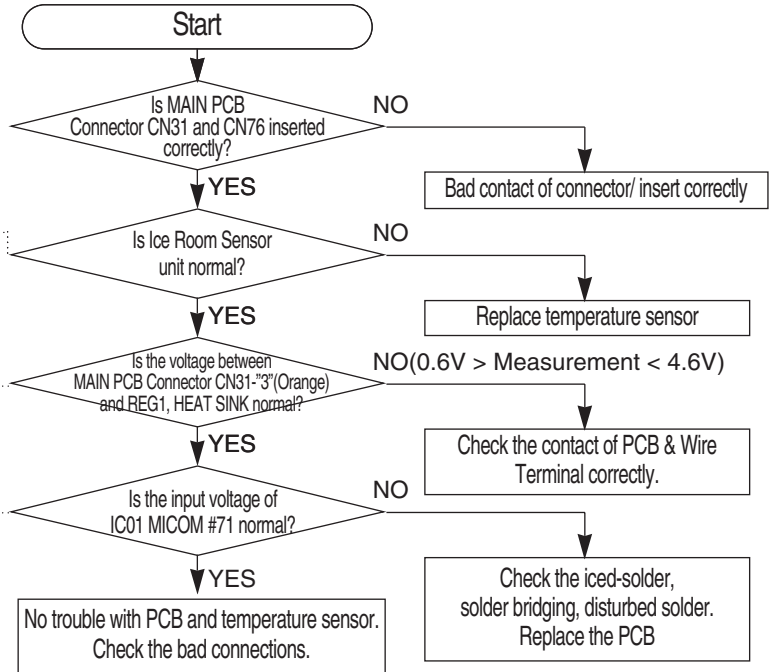 Start
Is MAIN PCB
Connector CN31 and CN76 inserted
correctly?
NO
Bad contact of connector/ insert correctly
YES
Is Ice Room Sensor
unit normal?
NO
Replace temperature sensor
YES
Is the voltage between
MAIN PCB Connector CN31-"3"(Orange)
and REG1, HEAT SINK normal?
NO(0.6V > Measurement < 4.6V)
Check the contact of PCB & Wire
Terminal correctly.
YES
Is the input voltage of
IC01 MICOM #71 normal?
NO
Check the iced-solder,
solder bridging, disturbed solder.
Replace the PCB
YES
No trouble with PCB and temperature sensor.
Check the bad connections.